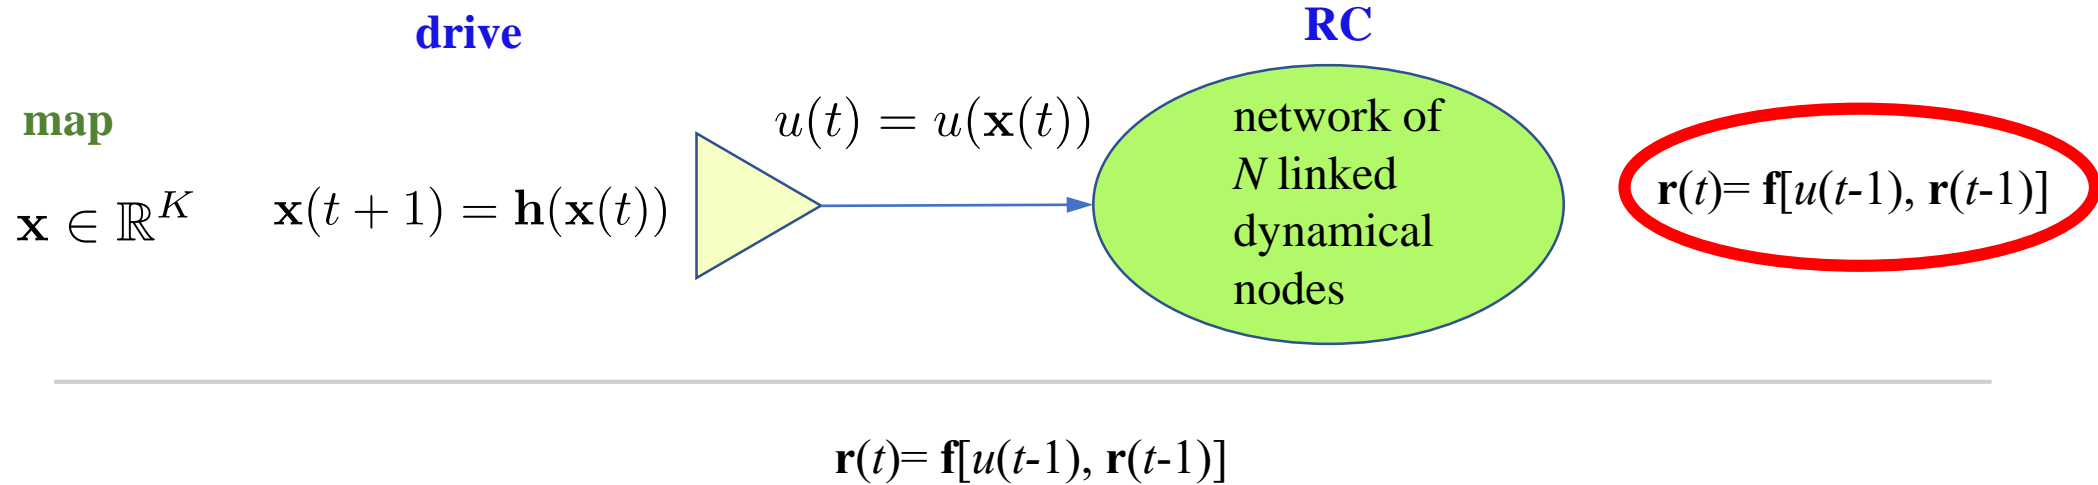 drive
RC
map
x ∈ ℝ^K
x(t + 1) = h(x(t))
u(t) = u(x(t))
network of
N linked
dynamical
nodes
r(t)= f[u(t-1), r(t-1)]
r(t)= f[u(t-1), r(t-1)]